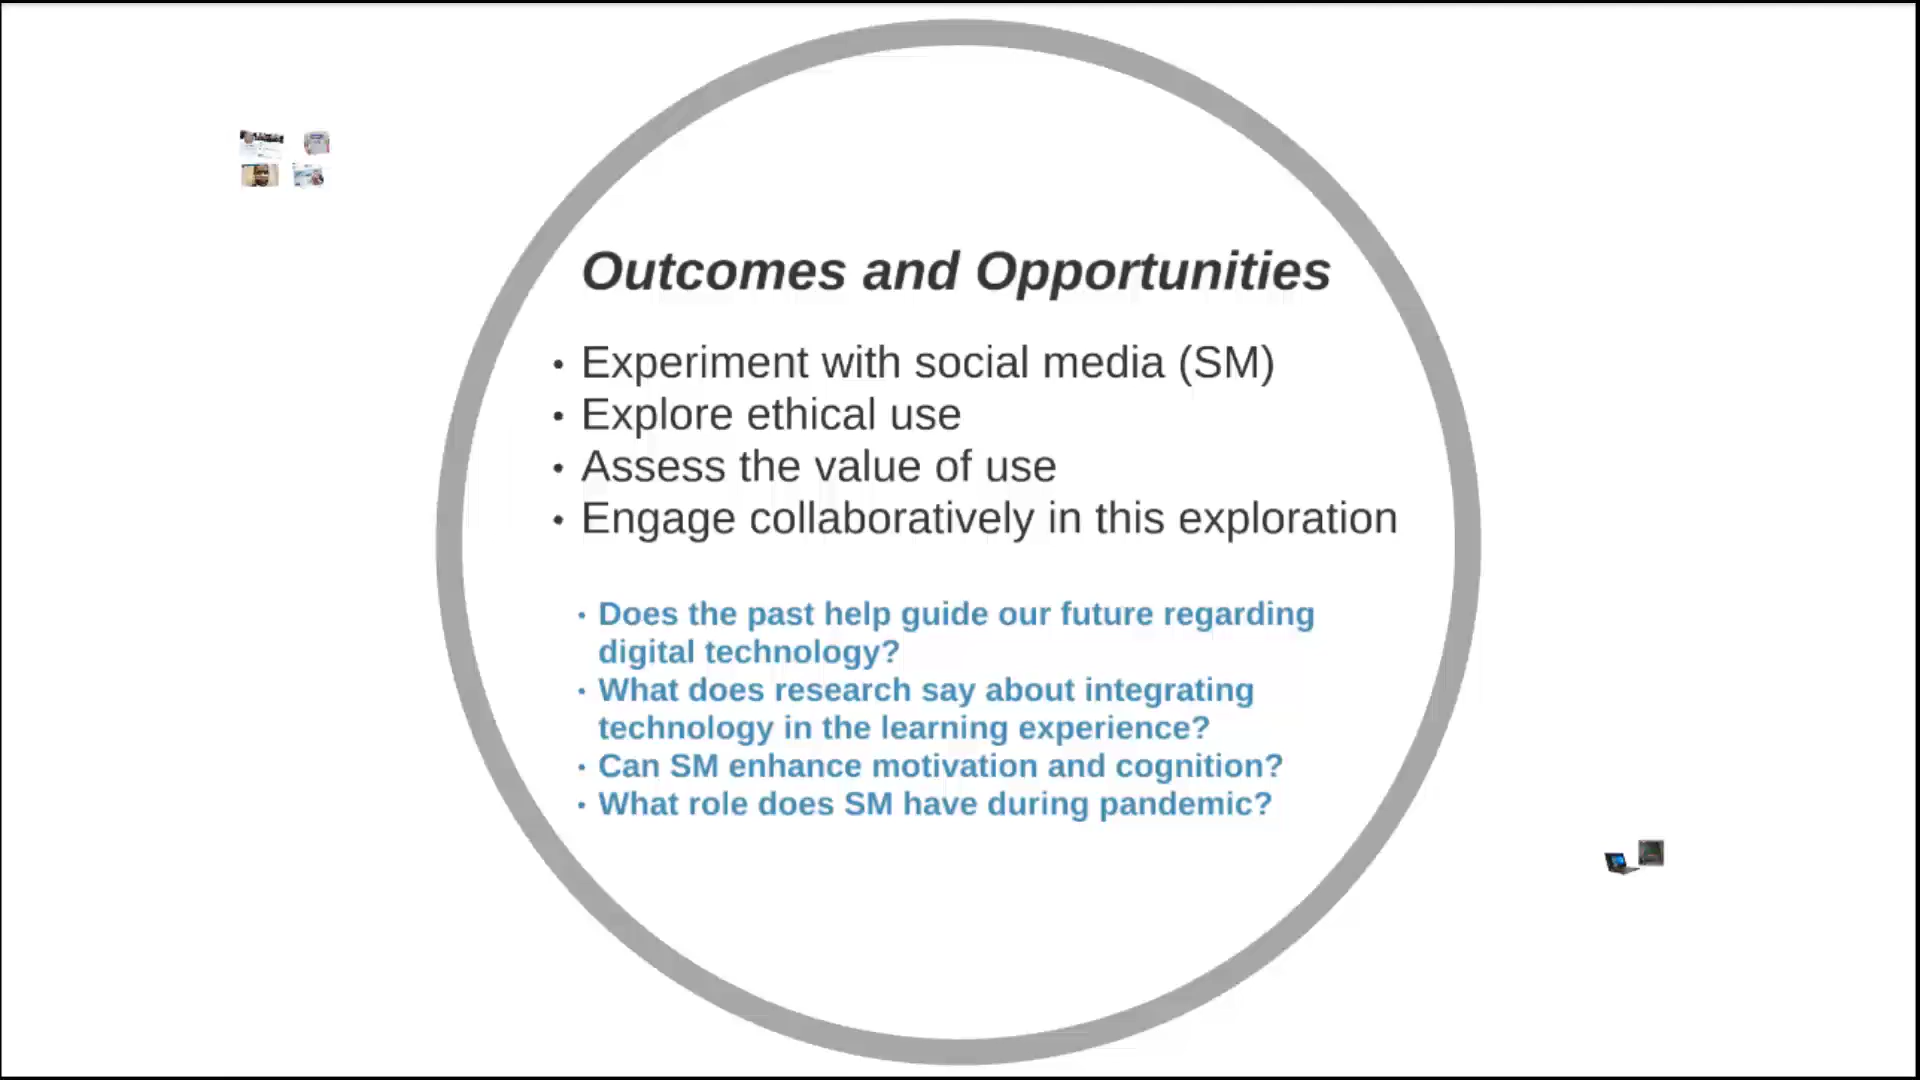 Outcomes and Opportunities
• Experiment with social media (SM)
• Explore ethical use
• Assess the value of use
• Engage collaboratively in this exploration
• Does the past help guide our future regarding
digital technology?
• What does research say about integrating
technology in the learning experience?
• Can SM enhance motivation and cognition?
• What role does SM have during pandemic?